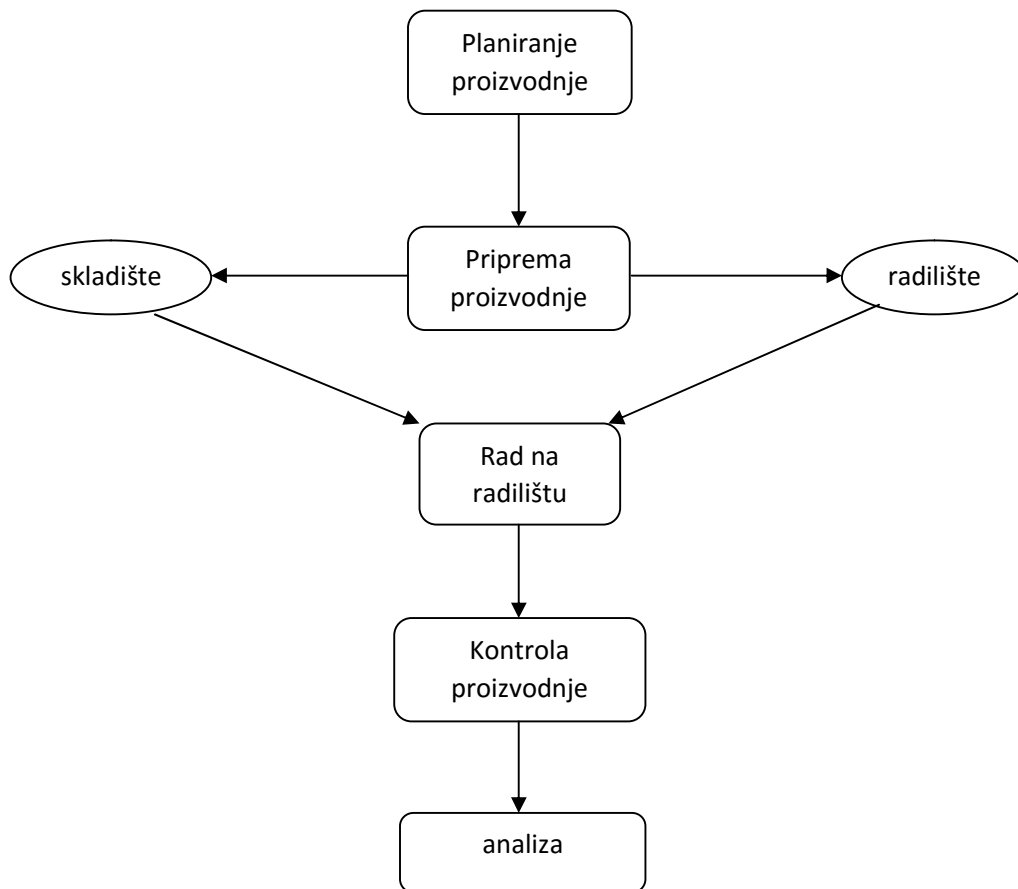 Planiranje
proizvodnje
skladište
Priprema
proizvodnje
radilište
Rad na
radilištu
Kontrola
proizvodnje
analiza